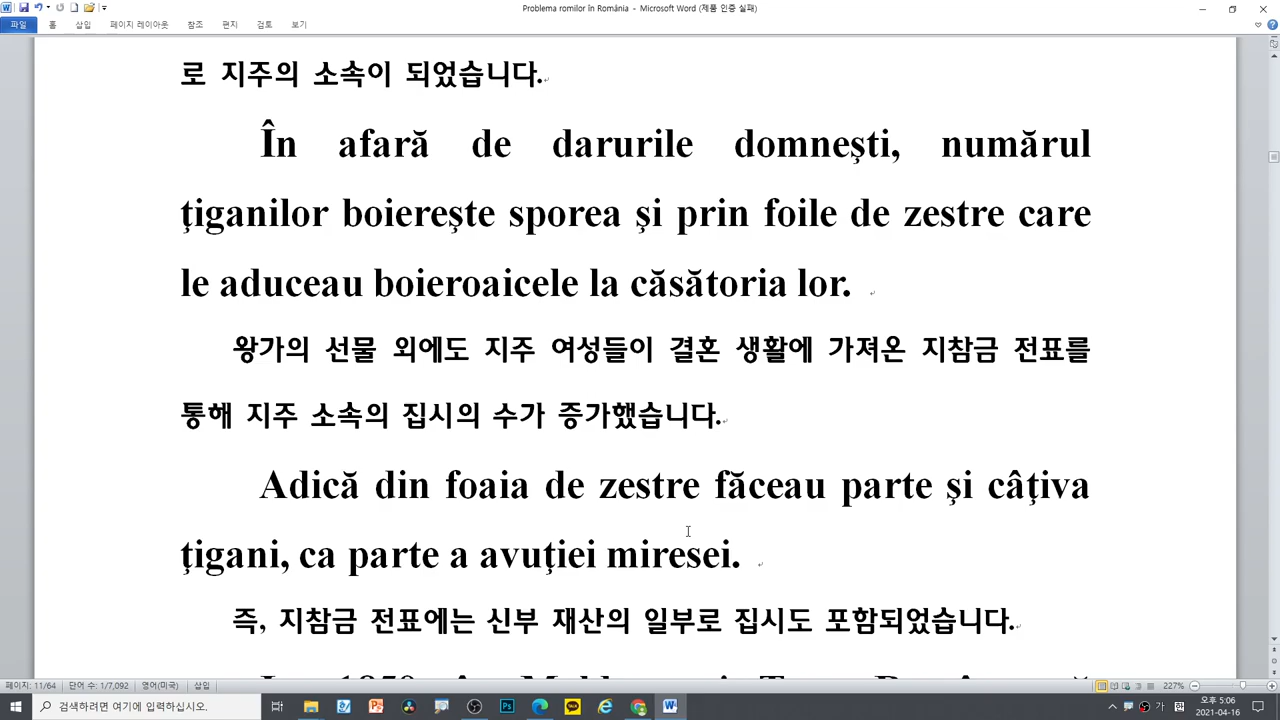 Problema romilor în România - Microsoft Word (제품 인증 실패)
파일 홈 삽입 페이지 레이아웃 참조 편지 검토 보기
로 지주의 소속이 되었습니다.
În afară de darurile domneşti, numărul
ţiganilor boiereşte sporea şi prin foile de zestre care
le aduceau boieroaicele la căsătoria lor.
왕가의 선물 외에도 지주 여성들이 결혼 생활에 가져온 지참금 전표를
통해 지주 소속의 집시의 수가 증가했습니다.
Adică din foaia de zestre făceau parte şi câţiva
ţigani, ca parte a avuţiei miresei.
즉, 지참금 전표에는 신부 재산의 일부로 집시도 포함되었습니다.
페이지: 11/64 단어 수: 1/7,092 영어(미국) 삽입 227%
검색하려면 여기에 입력하십시오. 가 오후 5:06
2021-04-16